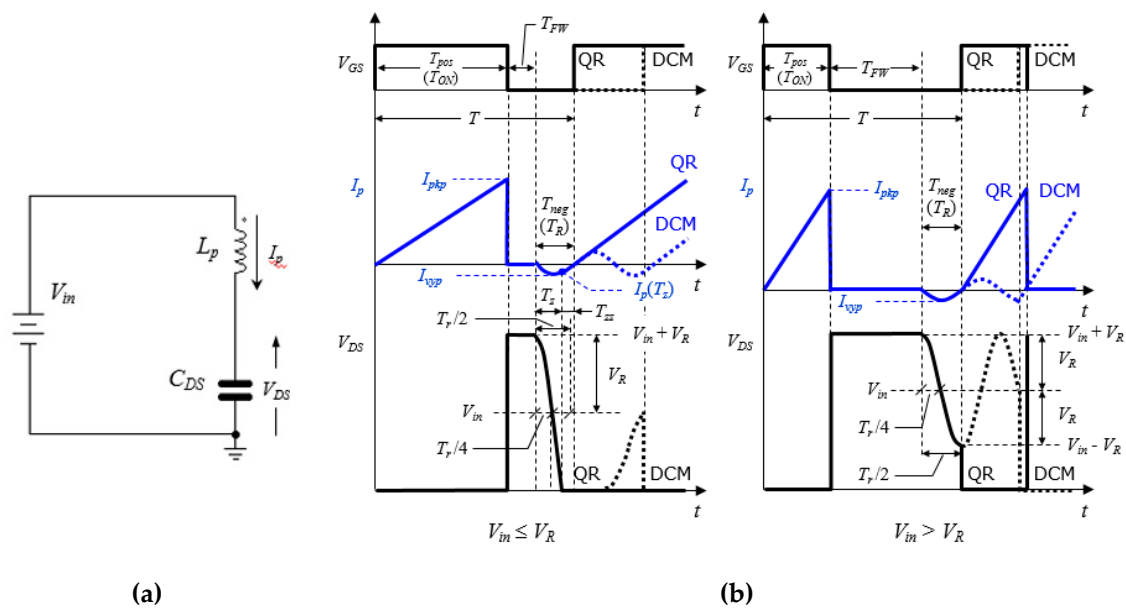 V_in
L_p
I_p
C_DS
V_DS
(a)
T_FW
V_GS
T_pos
(T_ON)
QR
DCM
t
T
I_p
I_pkp
QR
T_neg
(T_R)
DCM
I_vyp
I_p(T_z)
T_z
T_zz
T_r/2
V_DS
V_in + V_R
V_R
V_in
T_r/4
QR
DCM
t
V_in ≤ V_R
V_GS
T_pos
(T_ON)
T_FW
QR
DCM
t
T
I_p
I_pkp
T_neg
(T_R)
QR
DCM
I_vyp
V_DS
V_in + V_R
V_R
V_in
V_R
T_r/4
V_in - V_R
T_r/2
QR
DCM
t
V_in > V_R
(b)